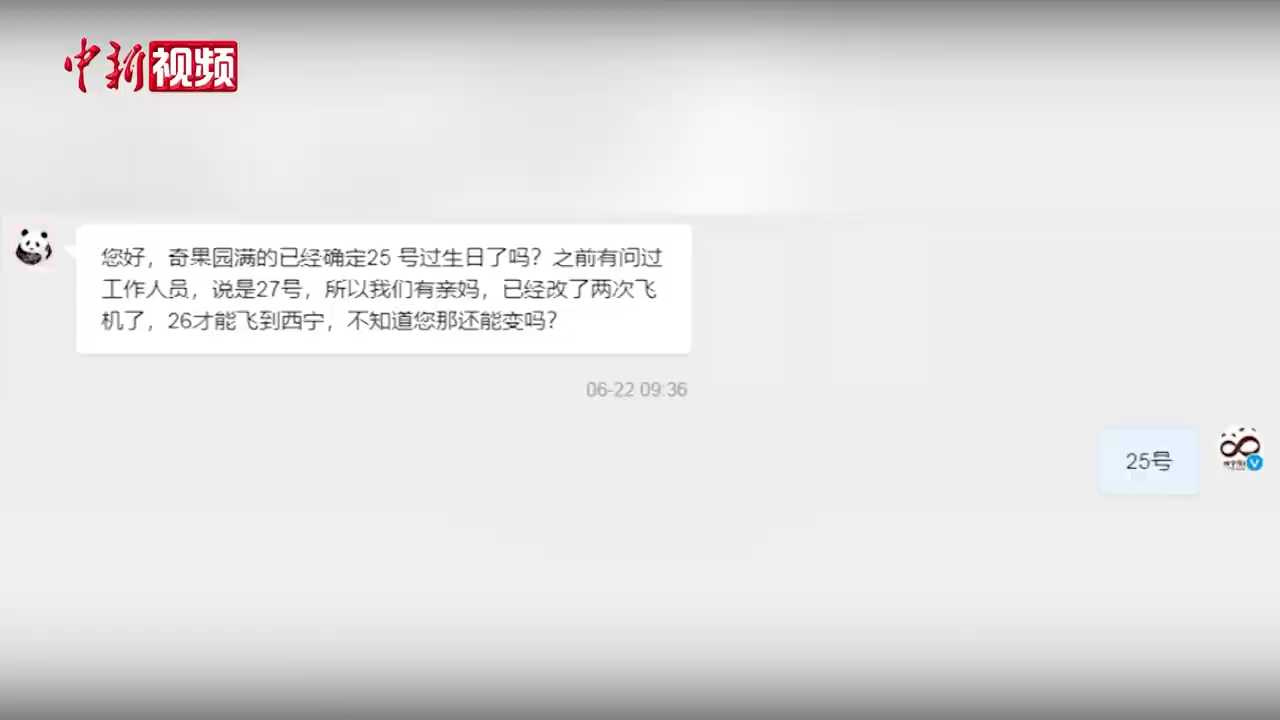 中新视频
您好，奇果园满的已经确定25 号过生日了吗？之前有问过
工作人员，说是27号，所以我们有亲妈，已经改了两次飞
机了，26才能飞到西宁，不知道您那还能变吗？
06-22 09:36
25号